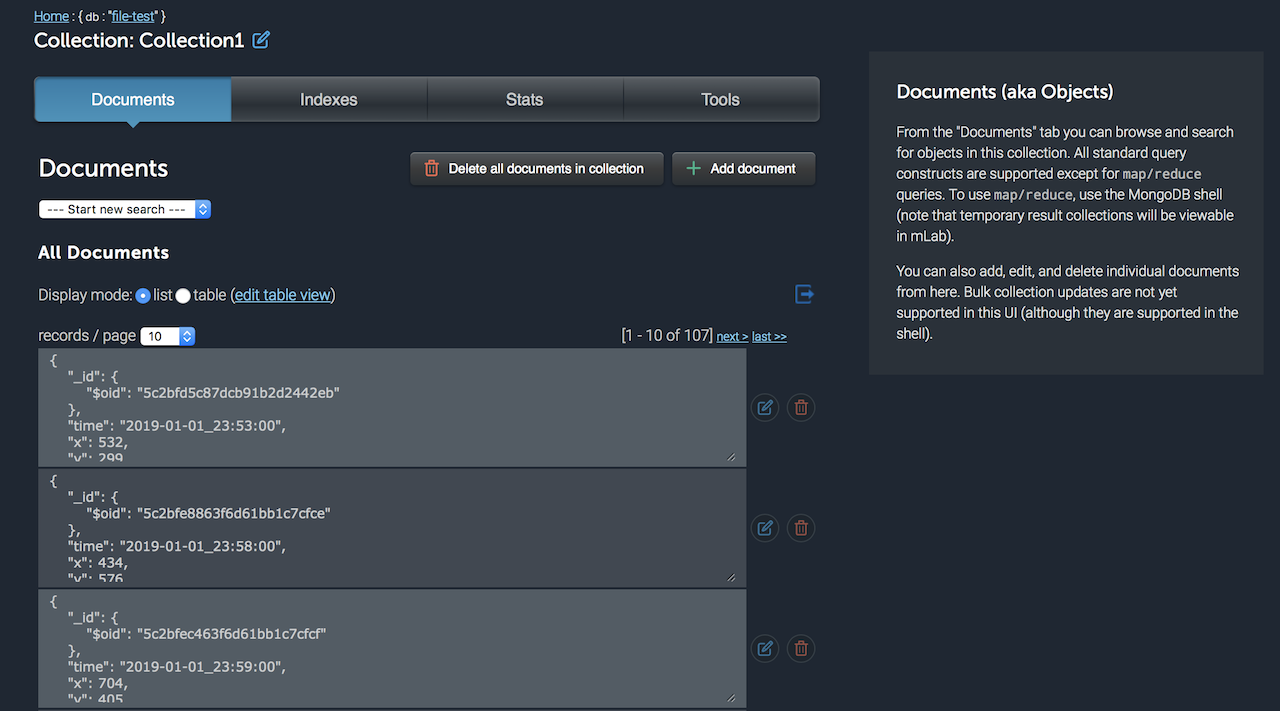 Home : { db : "file-test" }
Collection: Collection1
Documents Indexes Stats Tools
Documents
Delete all documents in collection
Add document
--- Start new search ---
All Documents
Display mode: list table (edit table view)
records / page 10
[1 - 10 of 107] next > last >>
{
"_id": {
"$oid": "5c2bfd5c87dcb91b2d2442eb"
},
"time": "2019-01-01_23:53:00",
"x": 532,
"y": 299
{
"_id": {
"$oid": "5c2bfe8863f6d61bb1c7cfce"
},
"time": "2019-01-01_23:58:00",
"x": 434,
"y": 576
{
"_id": {
"$oid": "5c2bfec463f6d61bb1c7cfcf"
},
"time": "2019-01-01_23:59:00",
"x": 704,
"y": 405
Documents (aka Objects)
From the "Documents" tab you can browse and search
for objects in this collection. All standard query
constructs are supported except for map/reduce
queries. To use map/reduce, use the MongoDB shell
(note that temporary result collections will be viewable
in mLab).
You can also add, edit, and delete individual documents
from here. Bulk collection updates are not yet
supported in this UI (although they are supported in the
shell).